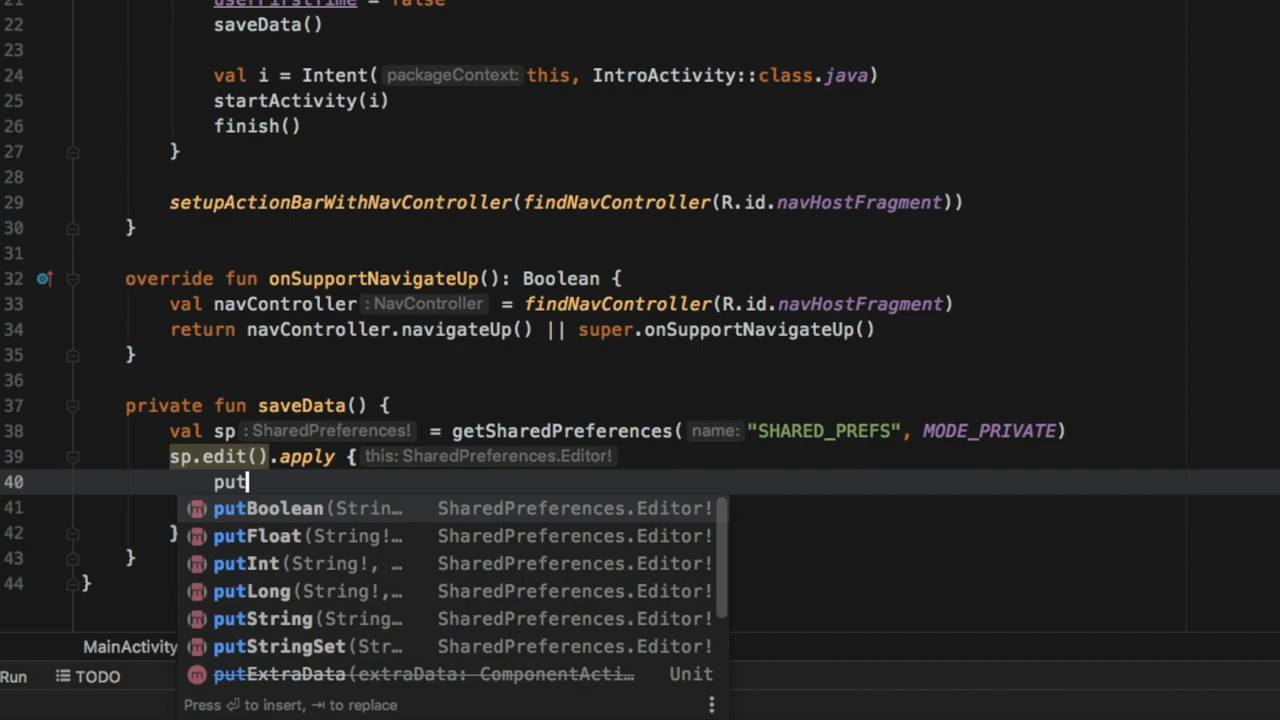 21 userFirstTime = false
22 saveData()
23
24 val i = Intent( packageContext: this, IntroActivity::class.java)
25 startActivity(i)
26 finish()
27 }
28
29 setupActionBarWithNavController(findNavController(R.id.navHostFragment))
30 }
31
32 override fun onSupportNavigateUp(): Boolean {
33 val navController : NavController = findNavController(R.id.navHostFragment)
34 return navController.navigateUp() || super.onSupportNavigateUp()
35 }
36
37 private fun saveData() {
38 val sp : SharedPreferences! = getSharedPreferences( name: "SHARED_PREFS", MODE_PRIVATE)
39 sp.edit().apply { this: SharedPreferences.Editor!
40 put
41 putBoolean(Strin… SharedPreferences.Editor!
putFloat(String!… SharedPreferences.Editor!
42 }
43 } putInt(String!, … SharedPreferences.Editor!
44 } putLong(String!,… SharedPreferences.Editor!
putString(String… SharedPreferences.Editor!
MainActivity putStringSet(Str… SharedPreferences.Editor!
Run TODO putExtraData(extraData: ComponentActi… Unit
Press ⏎ to insert, ⇥ to replace